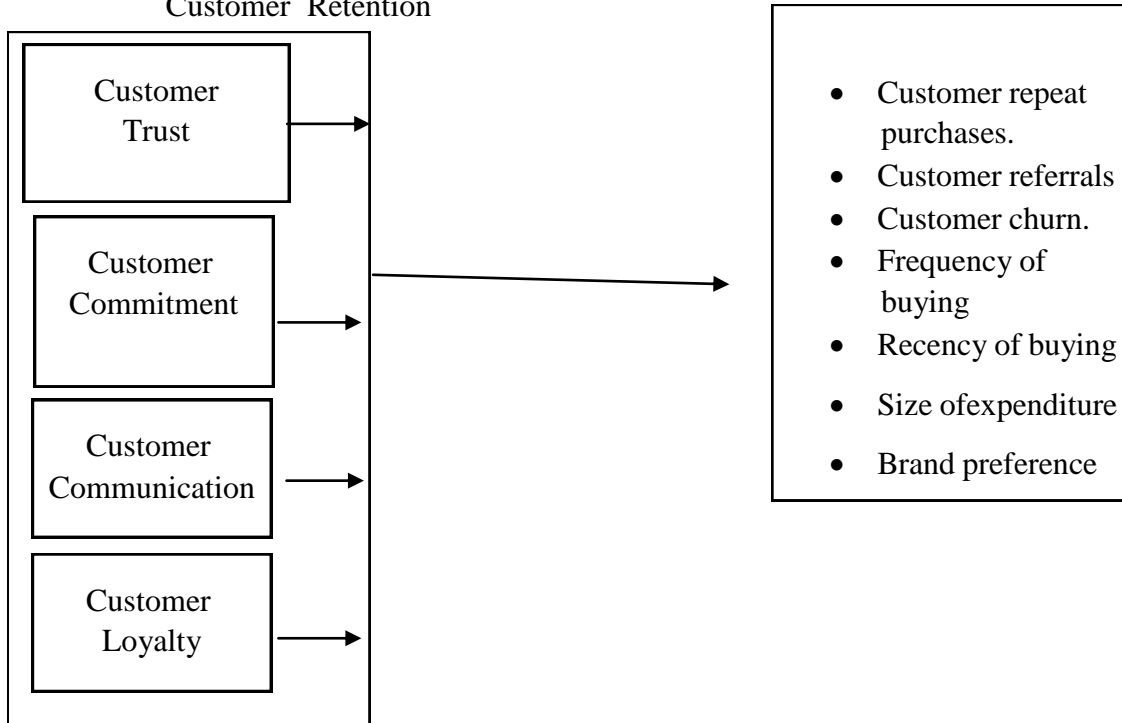 Customer Retention
Customer
Trust
Customer
Commitment
Customer
Communication
Customer
Loyalty
• Customer repeat
purchases.
• Customer referrals
• Customer churn.
• Frequency of
buying
• Recency of buying
• Size ofexpenditure
• Brand preference